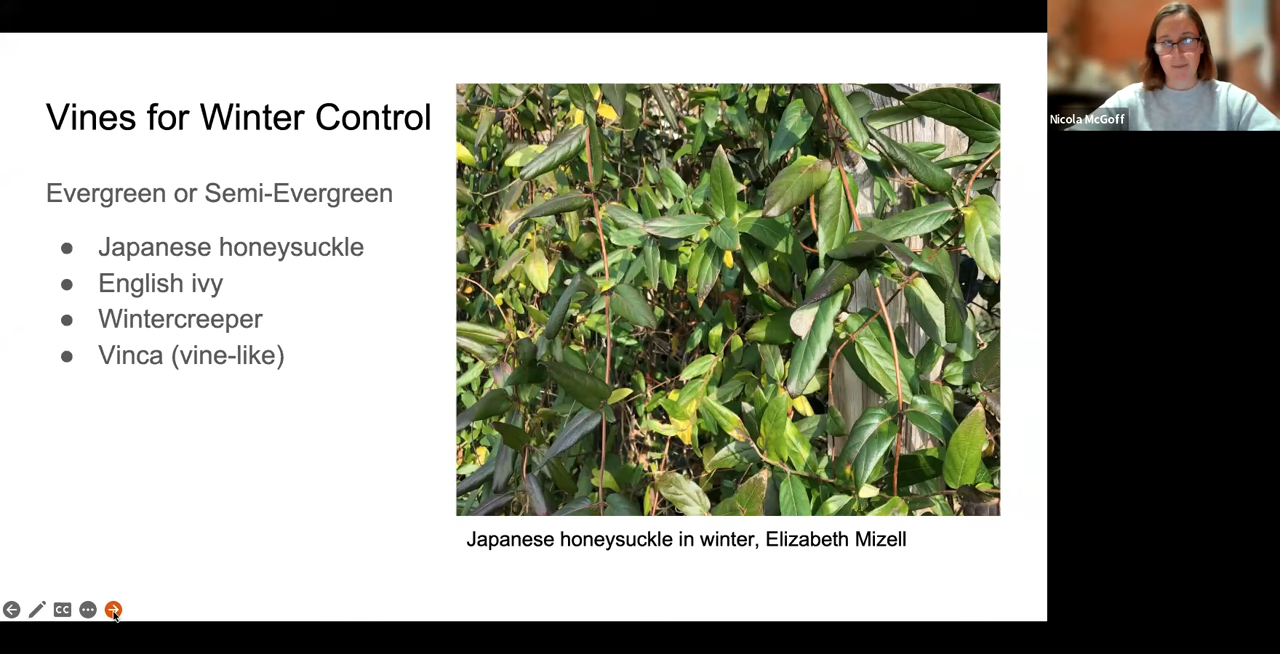 Vines for Winter Control
Evergreen or Semi-Evergreen
● Japanese honeysuckle
● English ivy
● Wintercreeper
● Vinca (vine-like)
Japanese honeysuckle in winter, Elizabeth Mizell
Nicola McGoff
CC